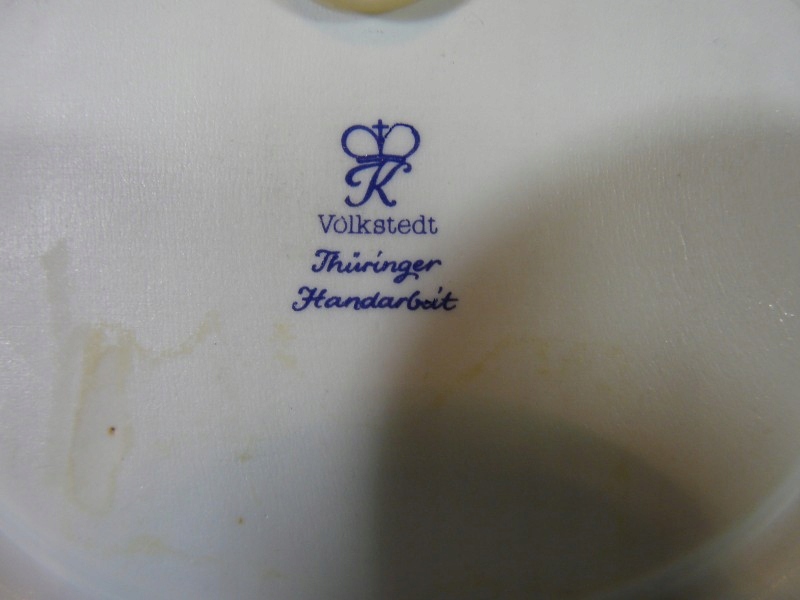 K
Volkstedt
Thüringer
Handarbeit